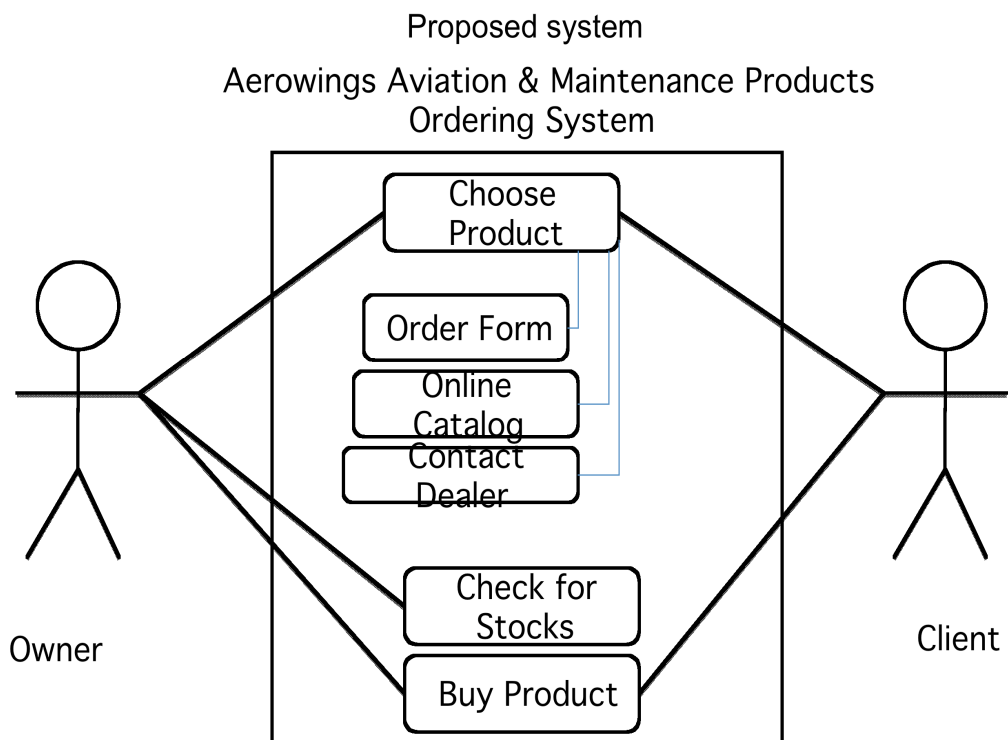 Proposed system
Aerowings Aviation & Maintenance Products
Ordering System
Choose
Product
Order Form
Online
Catalog
Contact
Dealer
Check for
Stocks
Buy Product
Owner
Client